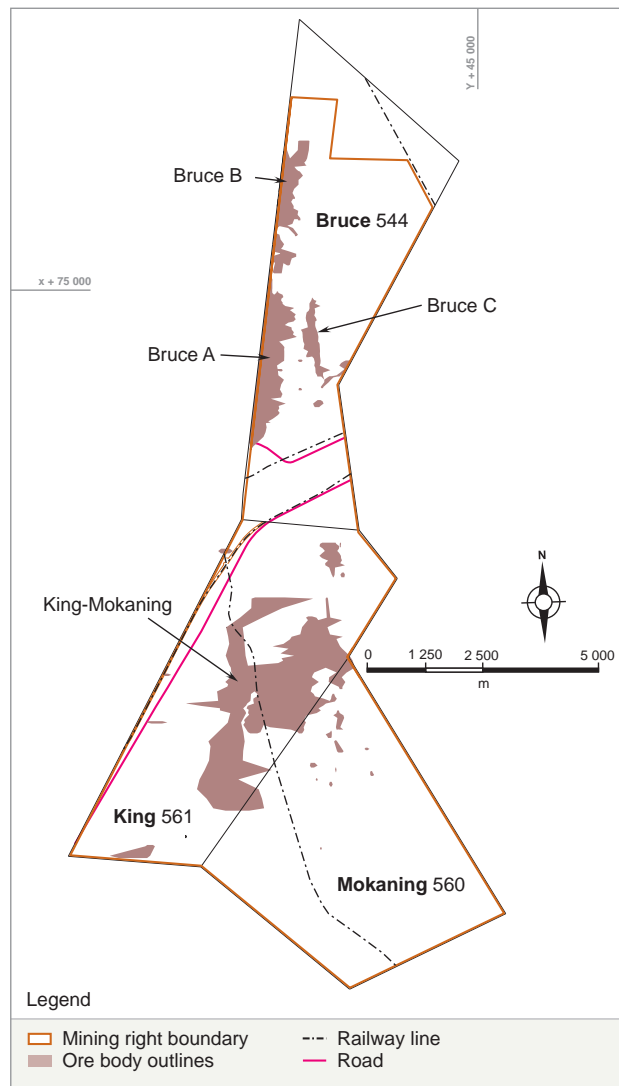 Y + 45 000
Bruce B
Bruce 544
x + 75 000
Bruce C
Bruce A
N
King-Mokaning
0 1 250 2 500 5 000
m
King 561
Mokaning 560
Legend
Mining right boundary
Railway line
Ore body outlines
Road